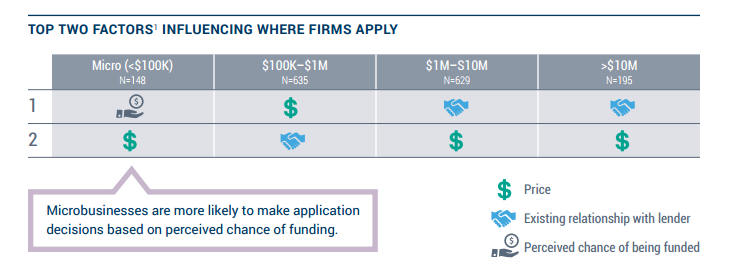 TOP TWO FACTORS¹ INFLUENCING WHERE FIRMS APPLY
Micro (<$100K) $100K–$1M $1M–S10M >$10M
N=148 N=635 N=629 N=195
1
2
Microbusinesses are more likely to make application
decisions based on perceived chance of funding.
Price
Existing relationship with lender
Perceived chance of being funded